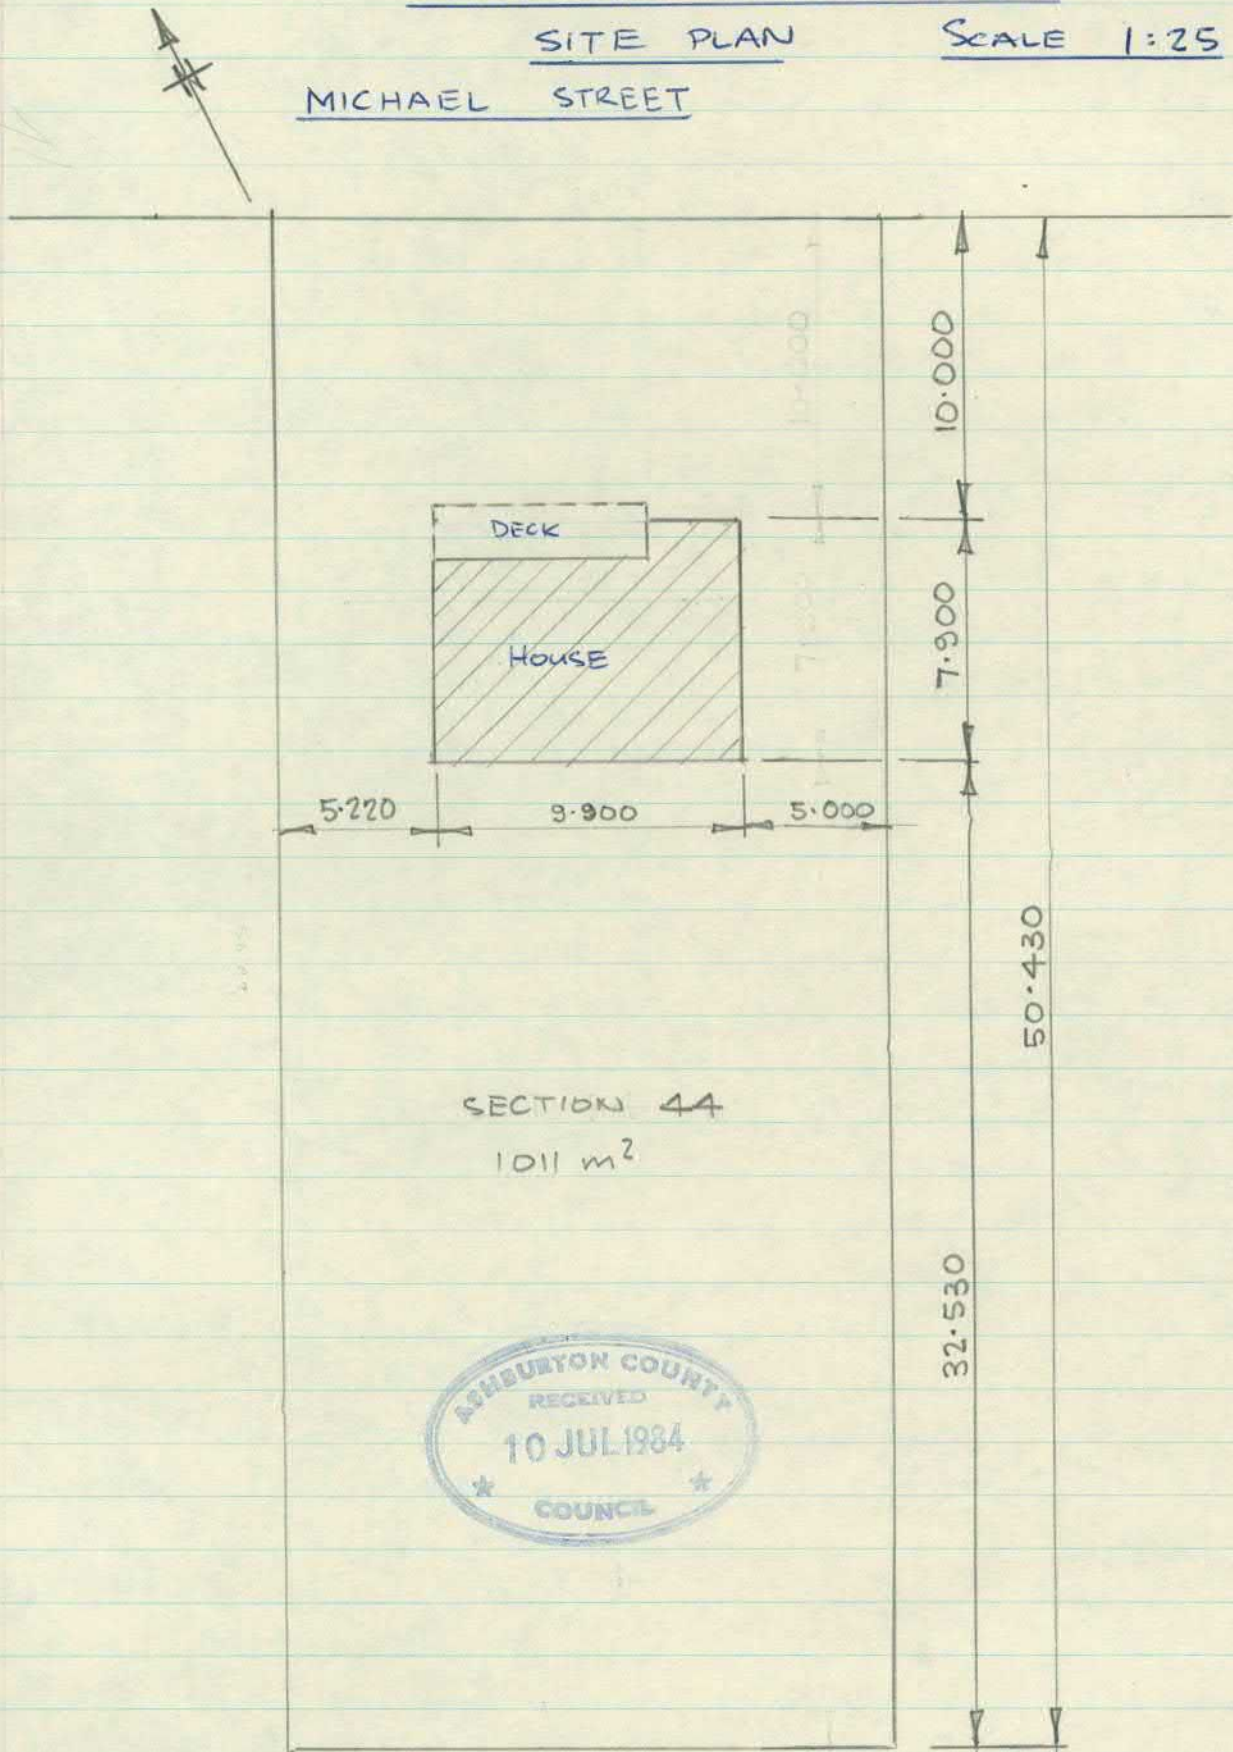 SITE PLAN
SCALE 1:25
MICHAEL STREET
10.000
DECK
7.900
HOUSE
5.220
9.900
5.000
50.430
SECTION 44
1011 m²
32.530
ASHBURTON COUNTY
RECEIVED
10 JUL 1984
COUNCIL